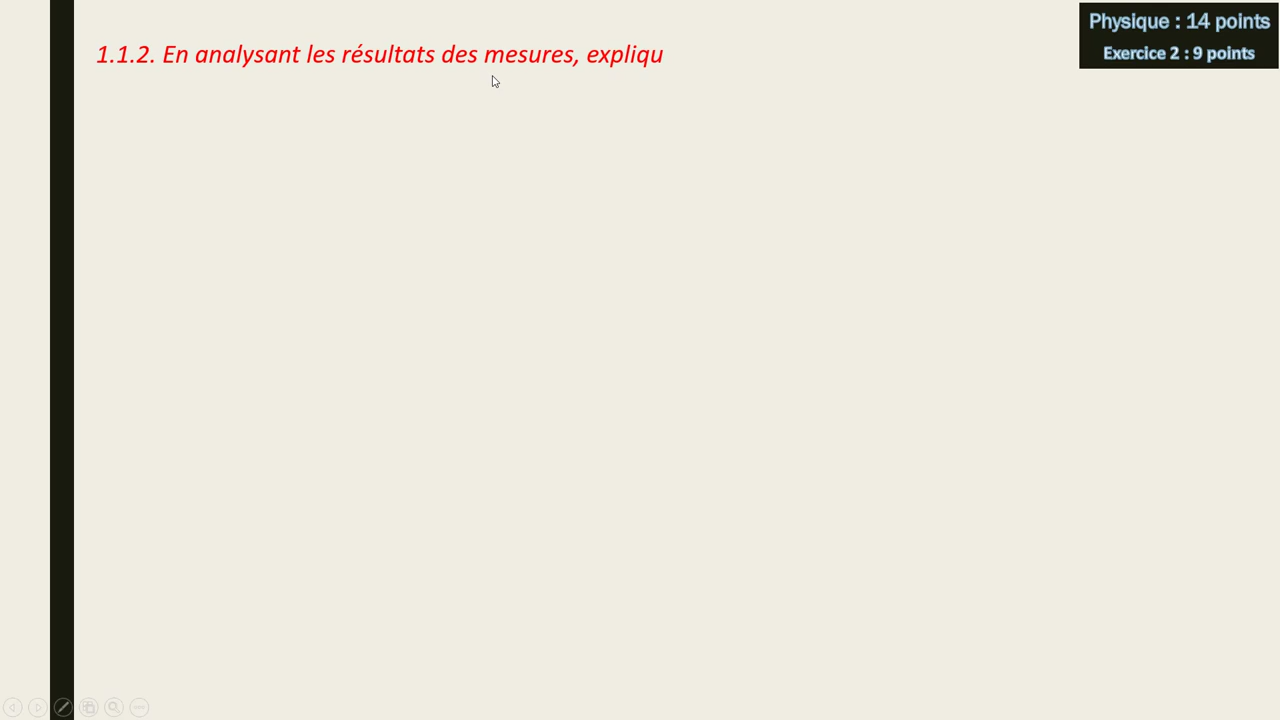 Physique : 14 points
Exercice 2 : 9 points
1.1.2. En analysant les résultats des mesures, expliqu